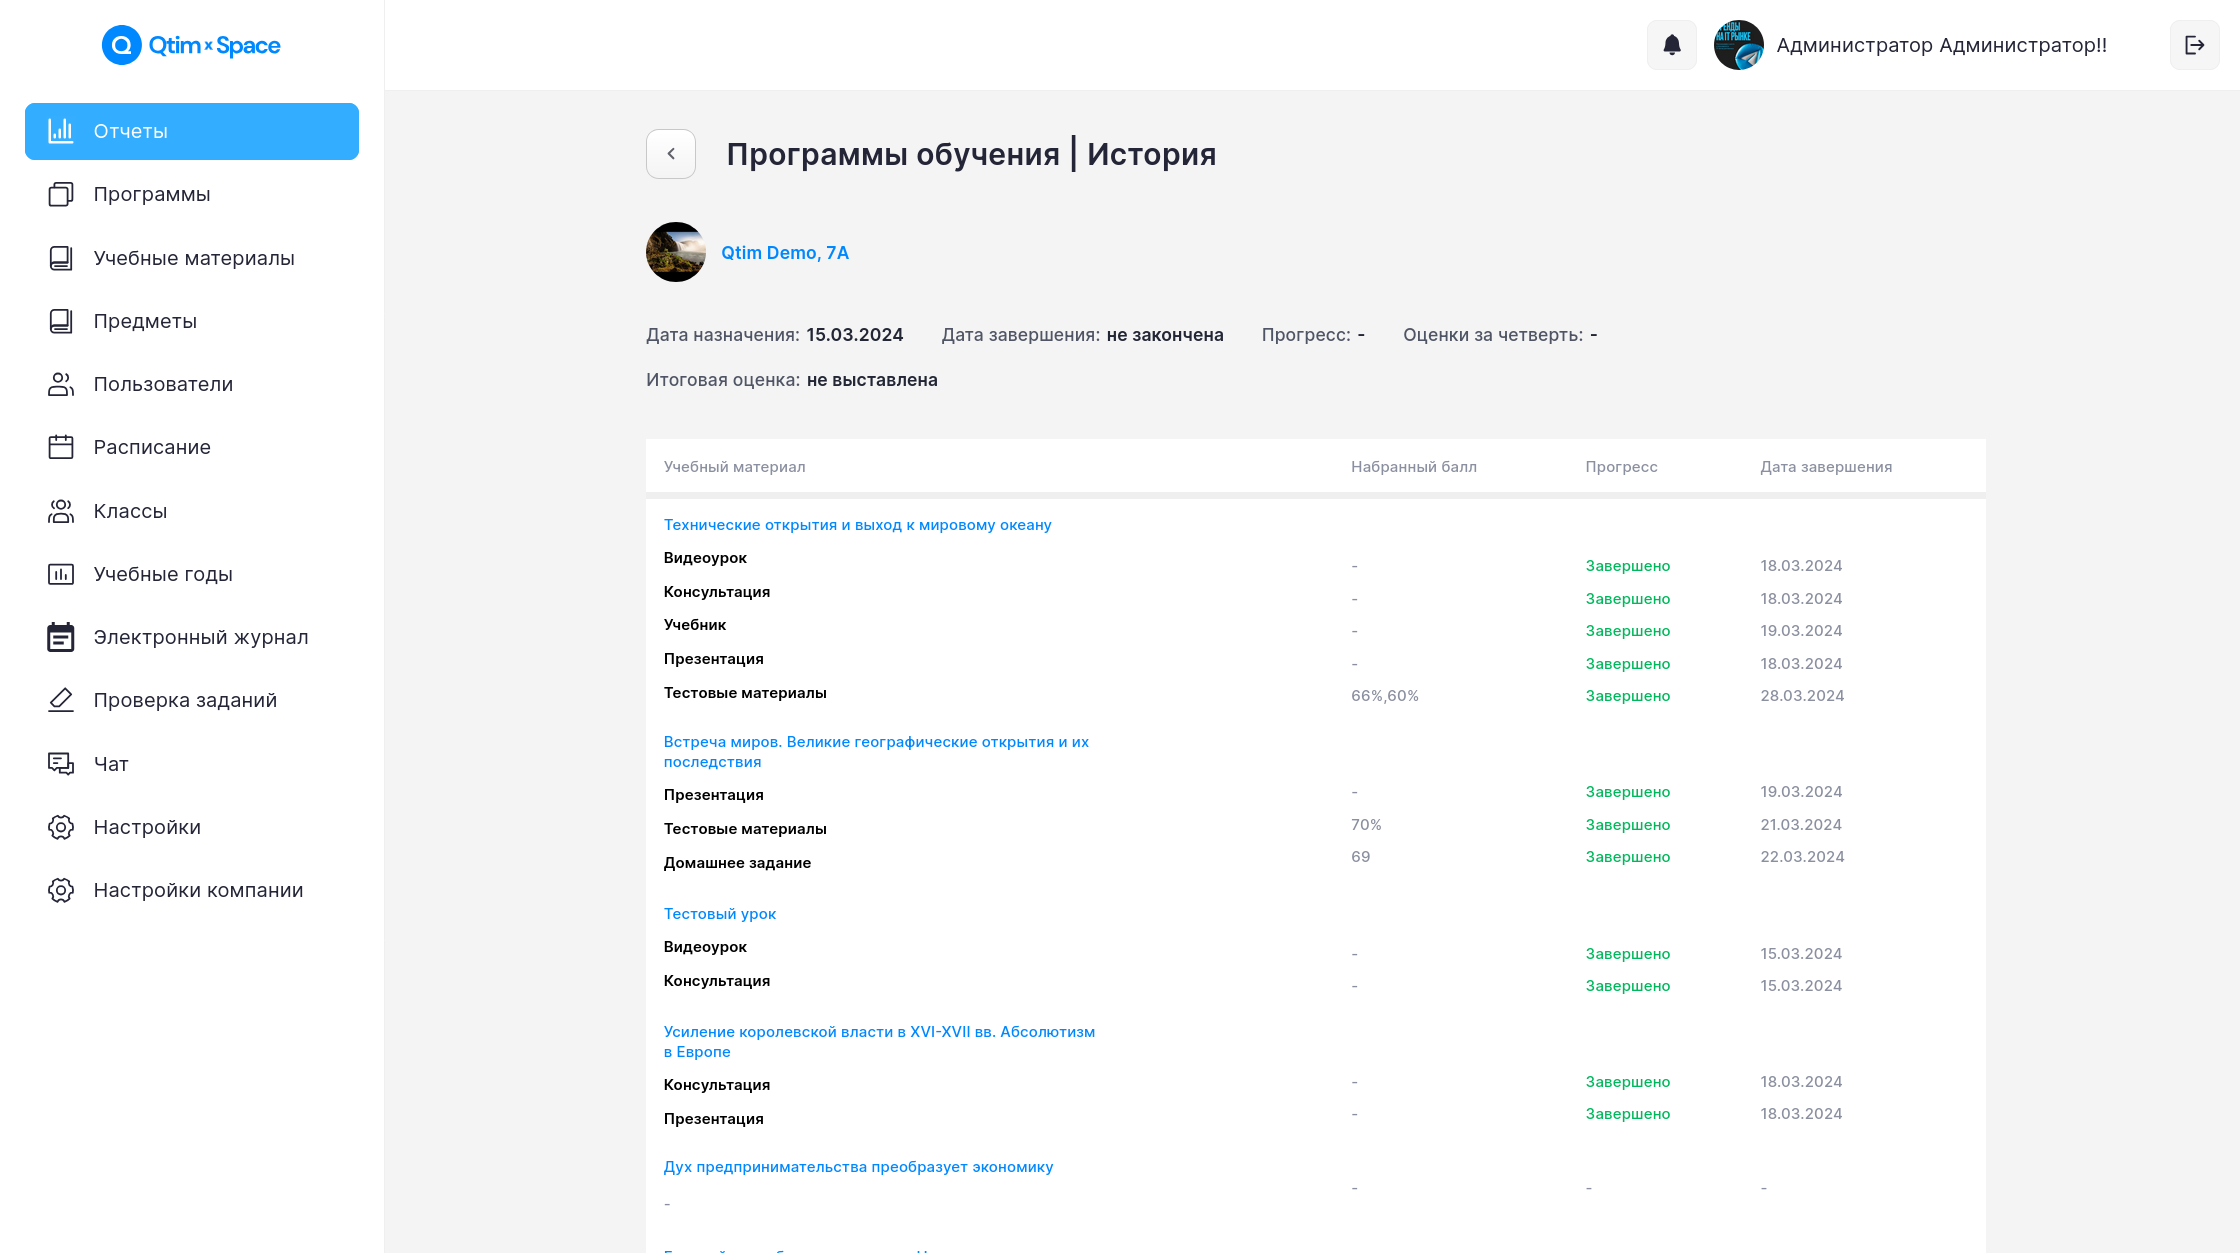 Qtim × Space
Администратор Администратор!!
Отчеты
Программы
Учебные материалы
Предметы
Пользователи
Расписание
Классы
Учебные годы
Электронный журнал
Проверка заданий
Чат
Настройки
Настройки компании
Программы обучения | История
Qtim Demo, 7А
Дата назначения: 15.03.2024 Дата завершения: не закончена Прогресс: - Оценки за четверть: -
Итоговая оценка: не выставлена
Учебный материал Набранный балл Прогресс Дата завершения
Технические открытия и выход к мировому океану
Видеоурок - Завершено 18.03.2024
Консультация - Завершено 18.03.2024
Учебник - Завершено 19.03.2024
Презентация - Завершено 18.03.2024
Тестовые материалы 66%,60% Завершено 28.03.2024
Встреча миров. Великие географические открытия и их
последствия
Презентация - Завершено 19.03.2024
Тестовые материалы 70% Завершено 21.03.2024
Домашнее задание 69 Завершено 22.03.2024
Тестовый урок
Видеоурок - Завершено 15.03.2024
Консультация - Завершено 15.03.2024
Усиление королевской власти в XVI-XVII вв. Абсолютизм
в Европе
Консультация - Завершено 18.03.2024
Презентация - Завершено 18.03.2024
Дух предпринимательства преобразует экономику
- - - -